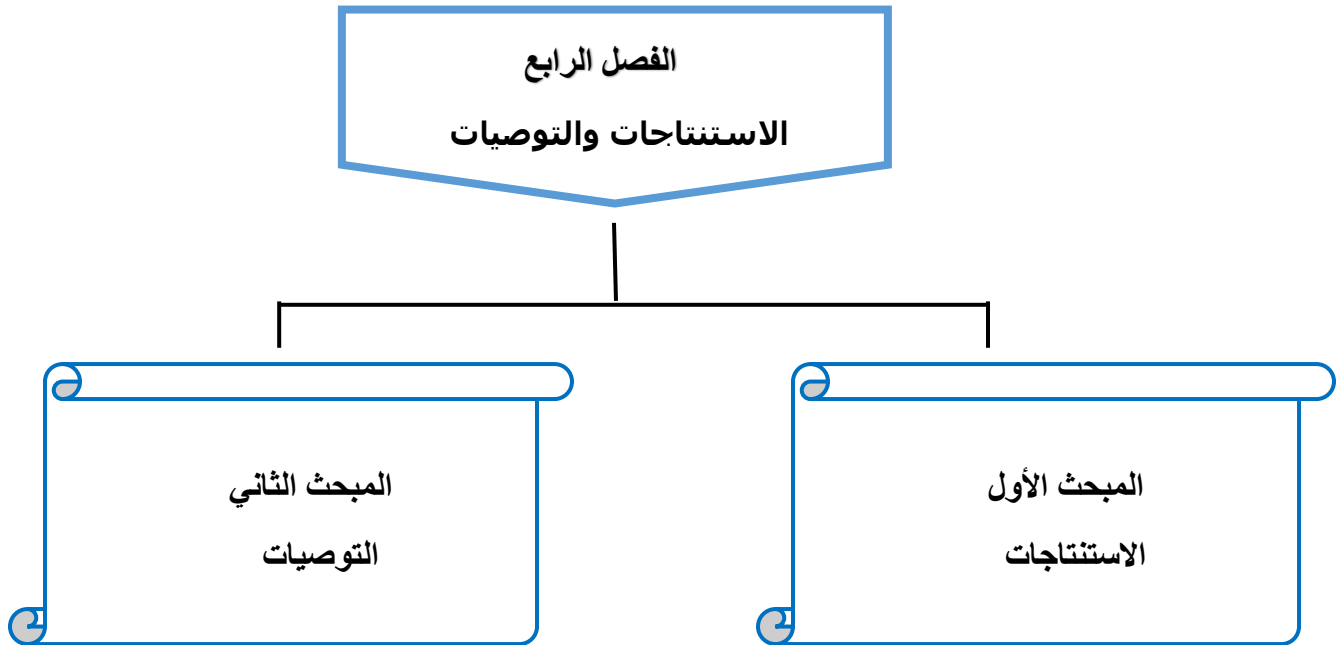 الفصل الرابع
الاستنتاجات والتوصيات
المبحث الأول
الاستنتاجات
المبحث الثاني
التوصيات